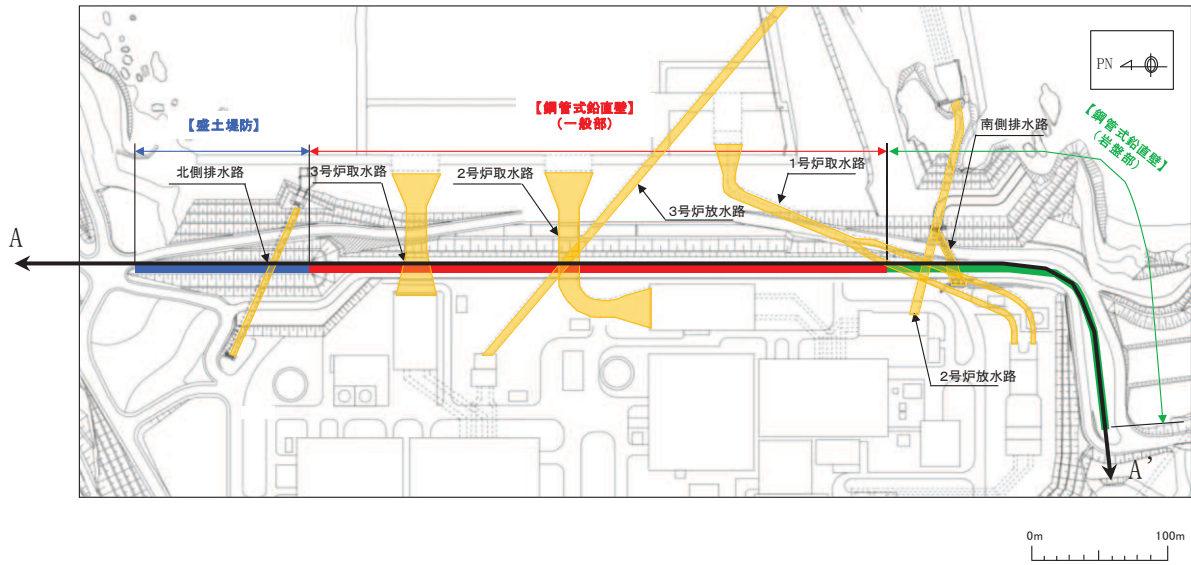 PN
【鋼管式鉛直壁】
（一般部）
【盛土堤防】
【鋼管式鉛直壁】
（岩盤部）
南側排水路
北側排水路
3号炉取水路
2号炉取水路
1号炉取水路
3号炉放水路
A
2号炉放水路
A’
0m
100m